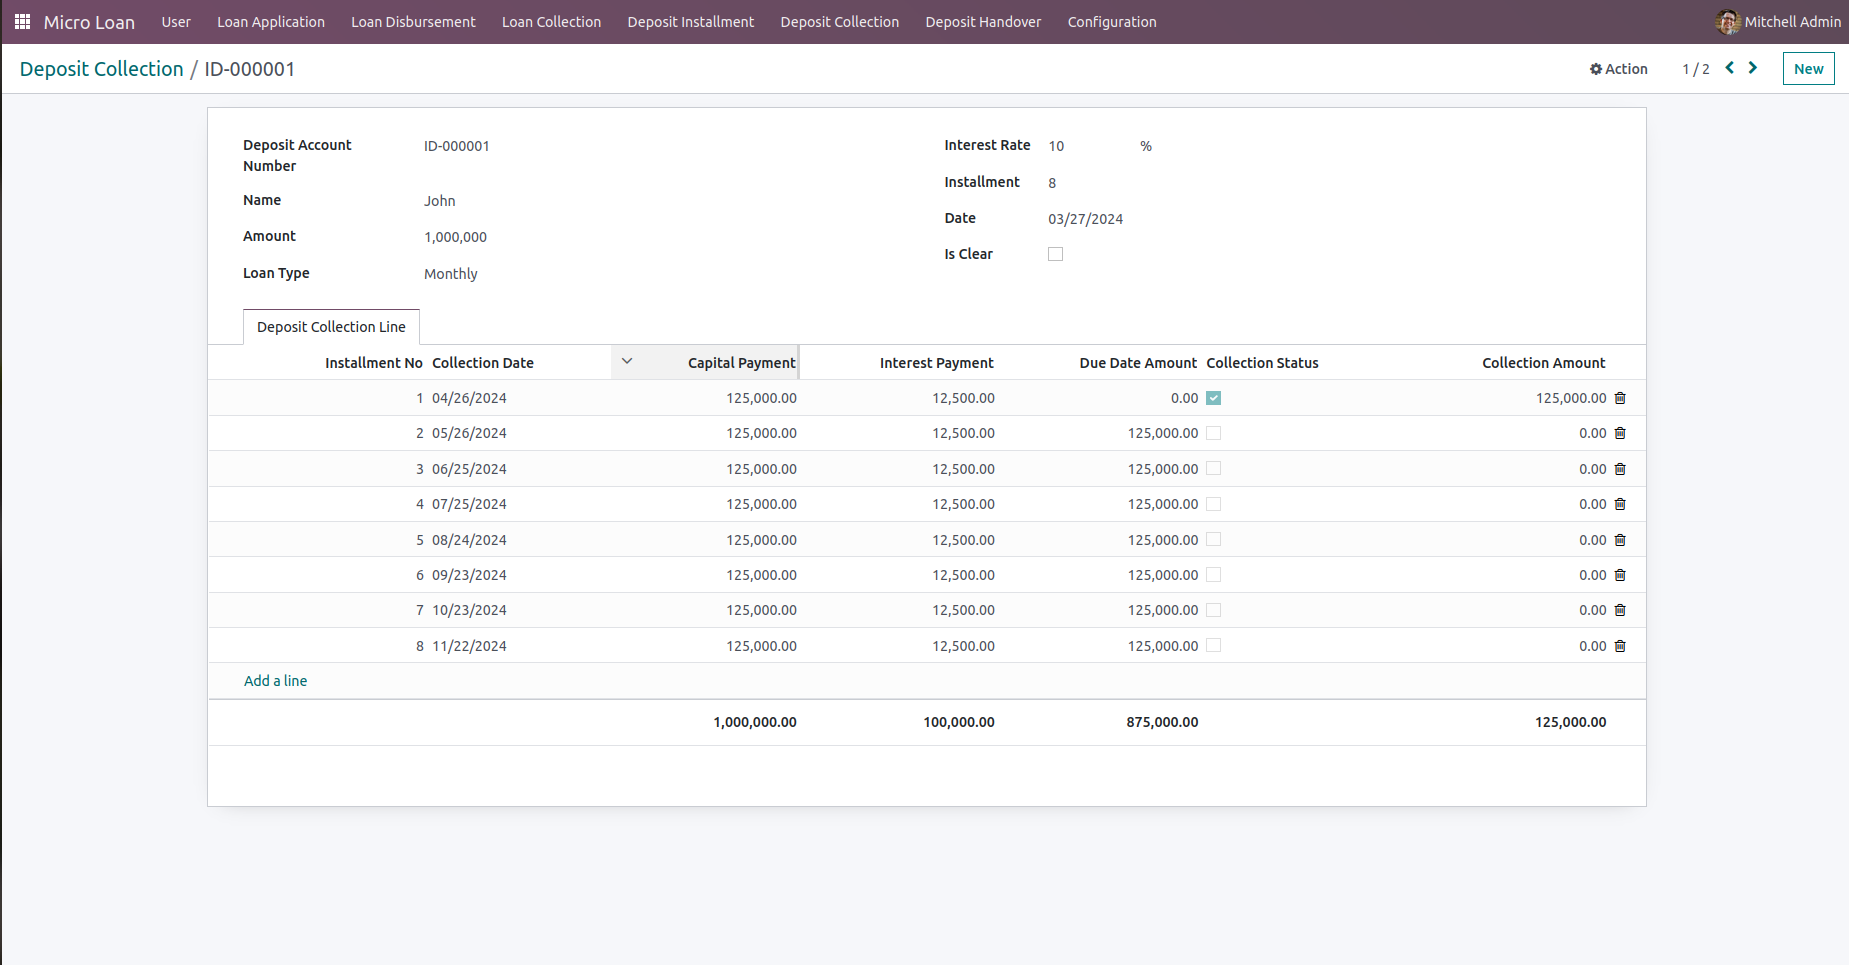 Micro Loan User Loan Application Loan Disbursement Loan Collection Deposit Installment Deposit Collection Deposit Handover Configuration Mitchell Admin
Deposit Collection / ID-000001 Action 1 / 2 New
Deposit Account Number ID-000001
Name John
Amount 1,000,000
Loan Type Monthly
Interest Rate 10 %
Installment 8
Date 03/27/2024
Is Clear
Deposit Collection Line
Installment No Collection Date Capital Payment Interest Payment Due Date Amount Collection Status Collection Amount
1 04/26/2024 125,000.00 12,500.00 0.00 125,000.00
2 05/26/2024 125,000.00 12,500.00 125,000.00 0.00
3 06/25/2024 125,000.00 12,500.00 125,000.00 0.00
4 07/25/2024 125,000.00 12,500.00 125,000.00 0.00
5 08/24/2024 125,000.00 12,500.00 125,000.00 0.00
6 09/23/2024 125,000.00 12,500.00 125,000.00 0.00
7 10/23/2024 125,000.00 12,500.00 125,000.00 0.00
8 11/22/2024 125,000.00 12,500.00 125,000.00 0.00
Add a line
1,000,000.00 100,000.00 875,000.00 125,000.00